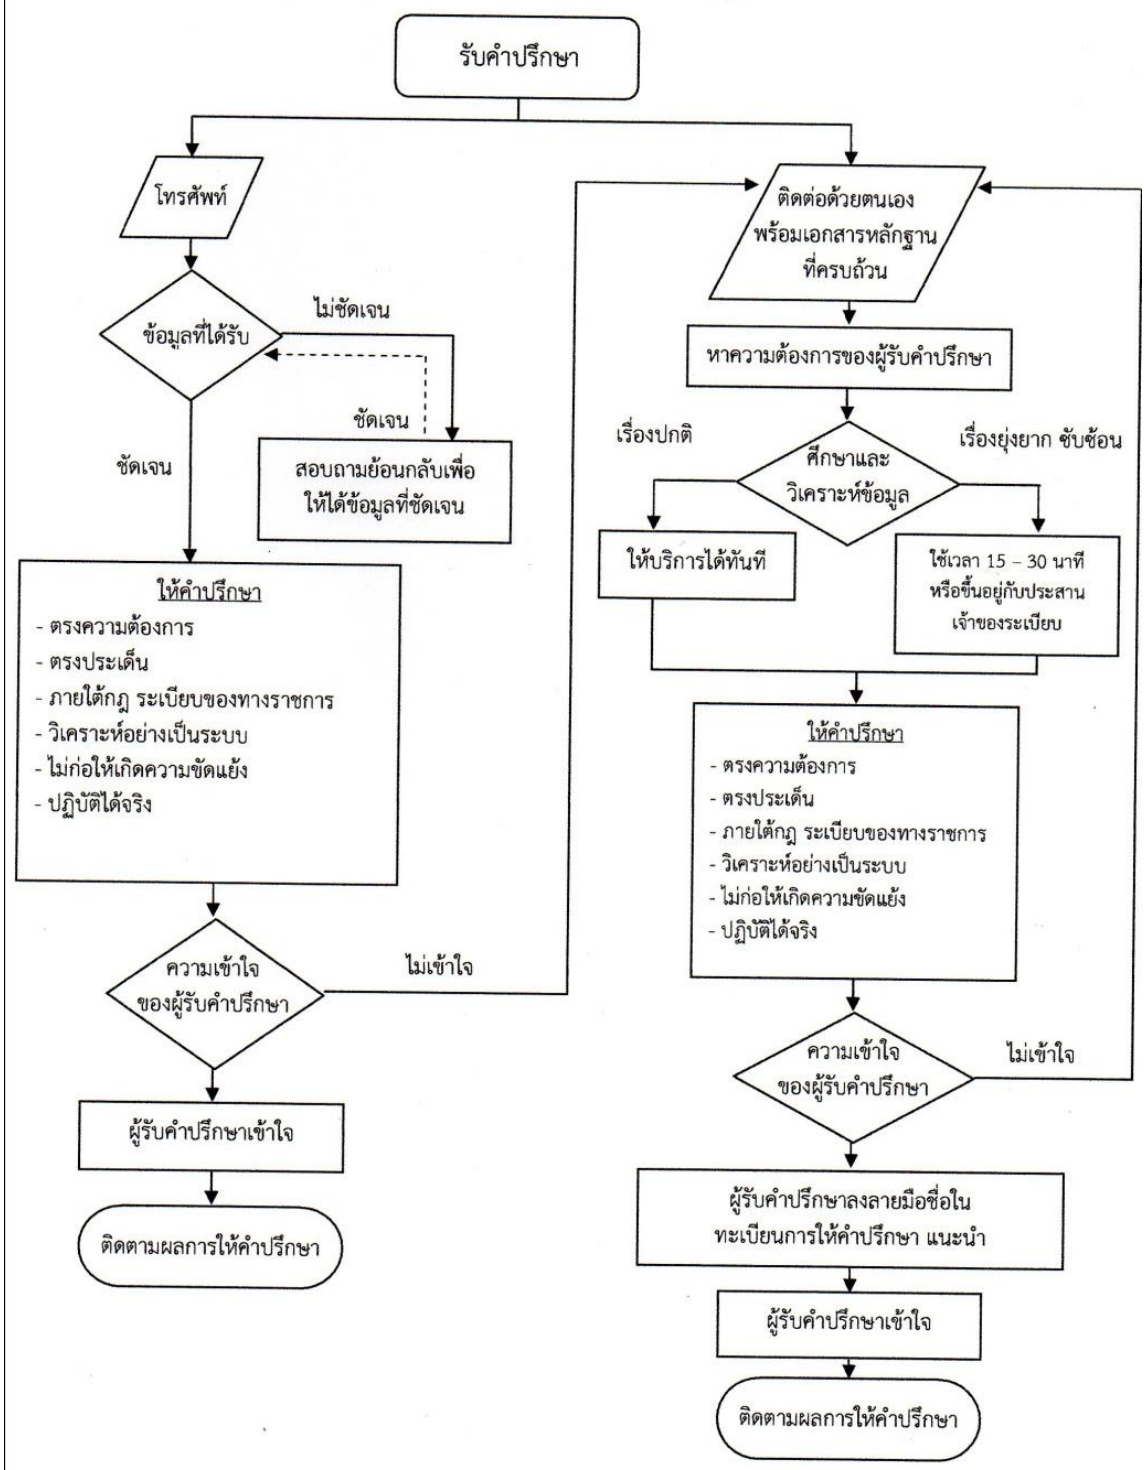 รับคำปรึกษา
โทรศัพท์
ข้อมูลที่ได้รับ
ไม่ชัดเจน
ชัดเจน
สอบถามย้อนกลับเพื่อ
ให้ได้ข้อมูลที่ชัดเจน
ชัดเจน
ให้คำปรึกษา
- ตรงความต้องการ
- ตรงประเด็น
- ภายใต้กฎ ระเบียบของทางราชการ
- วิเคราะห์อย่างเป็นระบบ
- ไม่ก่อให้เกิดความขัดแย้ง
- ปฏิบัติได้จริง
ความเข้าใจ
ของผู้รับคำปรึกษา
ไม่เข้าใจ
ผู้รับคำปรึกษาเข้าใจ
ติดตามผลการให้คำปรึกษา
ติดต่อด้วยตนเอง
พร้อมเอกสารหลักฐาน
ที่ครบถ้วน
หาความต้องการของผู้รับคำปรึกษา
เรื่องปกติ
เรื่องยุ่งยาก ซับซ้อน
ศึกษาและ
วิเคราะห์ข้อมูล
ให้บริการได้ทันที
ใช้เวลา 15 – 30 นาที
หรือขึ้นอยู่กับประสาน
เจ้าของระเบียบ
ให้คำปรึกษา
- ตรงความต้องการ
- ตรงประเด็น
- ภายใต้กฎ ระเบียบของทางราชการ
- วิเคราะห์อย่างเป็นระบบ
- ไม่ก่อให้เกิดความขัดแย้ง
- ปฏิบัติได้จริง
ความเข้าใจ
ของผู้รับคำปรึกษา
ไม่เข้าใจ
ผู้รับคำปรึกษาลงลายมือชื่อใน
ทะเบียนการให้คำปรึกษา แนะนำ
ผู้รับคำปรึกษาเข้าใจ
ติดตามผลการให้คำปรึกษา